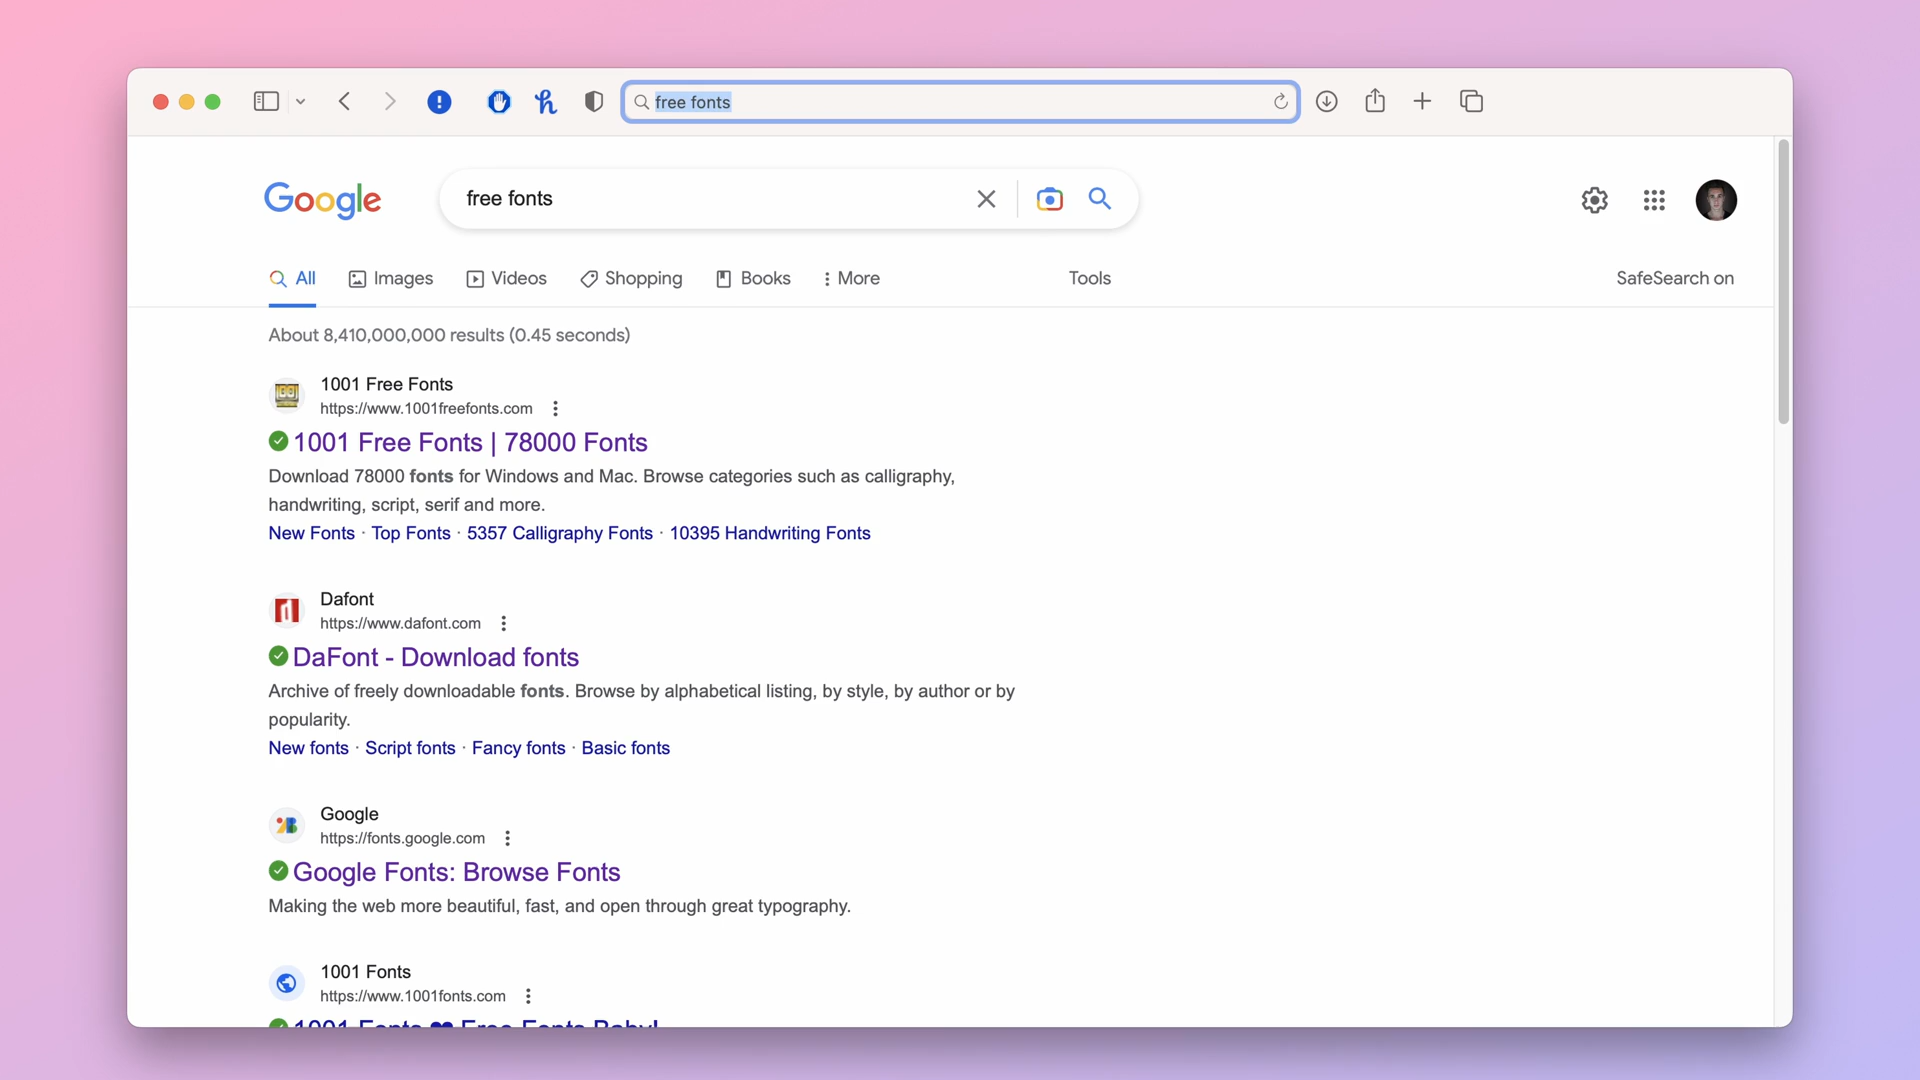 free fonts
Google
free fonts
All Images Videos Shopping Books More Tools SafeSearch on
About 8,410,000,000 results (0.45 seconds)
1001 Free Fonts
https://www.1001freefonts.com
1001 Free Fonts | 78000 Fonts
Download 78000 fonts for Windows and Mac. Browse categories such as calligraphy,
handwriting, script, serif and more.
New Fonts · Top Fonts · 5357 Calligraphy Fonts · 10395 Handwriting Fonts
Dafont
https://www.dafont.com
DaFont - Download fonts
Archive of freely downloadable fonts. Browse by alphabetical listing, by style, by author or by
popularity.
New fonts · Script fonts · Fancy fonts · Basic fonts
Google
https://fonts.google.com
Google Fonts: Browse Fonts
Making the web more beautiful, fast, and open through great typography.
1001 Fonts
https://www.1001fonts.com
1001 Fonts ❤ Free Fonts Baby!